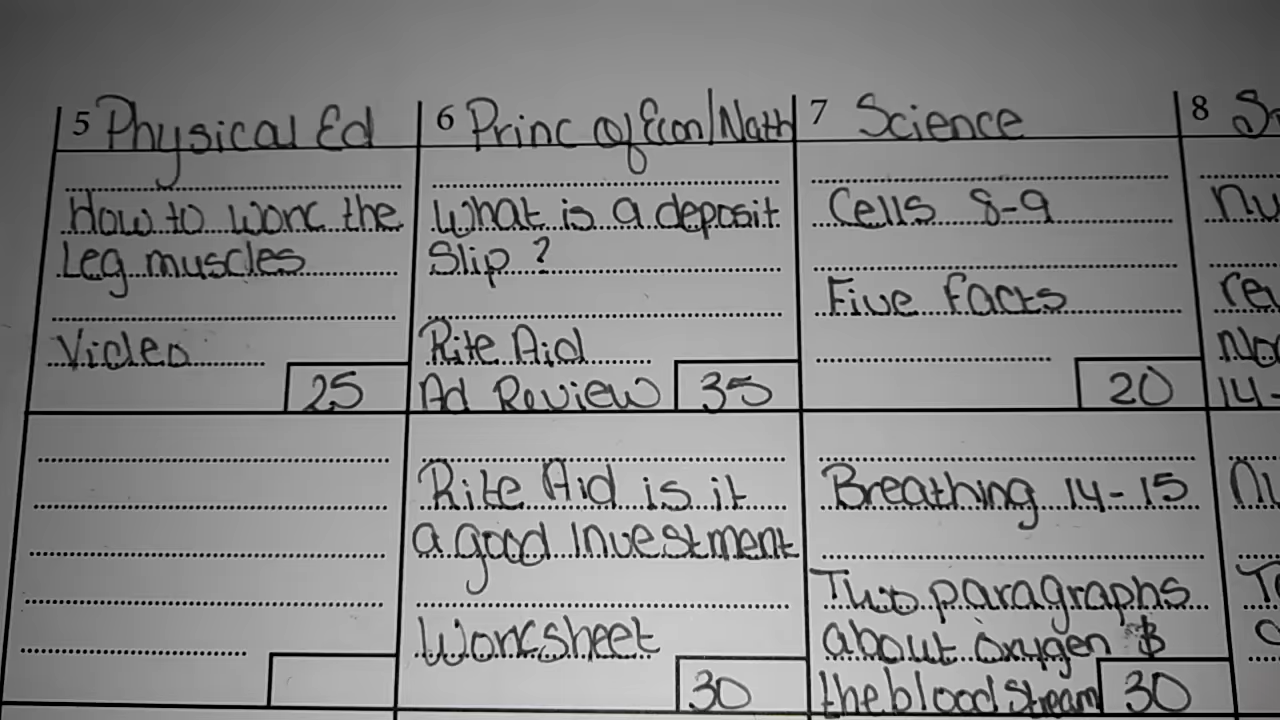 5 Physical Ed
How to work the
Leg muscles
Video
25
6 Princ of Econ/Math
What is a deposit
Slip?
Rite Aid
Ad Review
35
7 Science
Cells 8-9
Five facts
20
8 S
Nu
14-
Rite Aid is it
a good investment
Worksheet
30
Breathing 14-15
Two paragraphs
about oxygen &
the blood stream
30